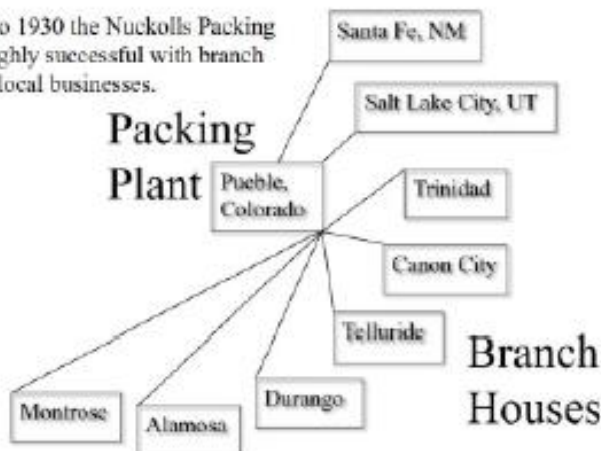 o 1930 the Nuckolls Packing
ghly successful with branch
local businesses.
Santa Fe, NM
Salt Lake City, UT
Packing
Plant
Pueble,
Colorado
Trinidad
Canon City
Telluride
Branch
Houses
Durango
Montrose
Alamosa